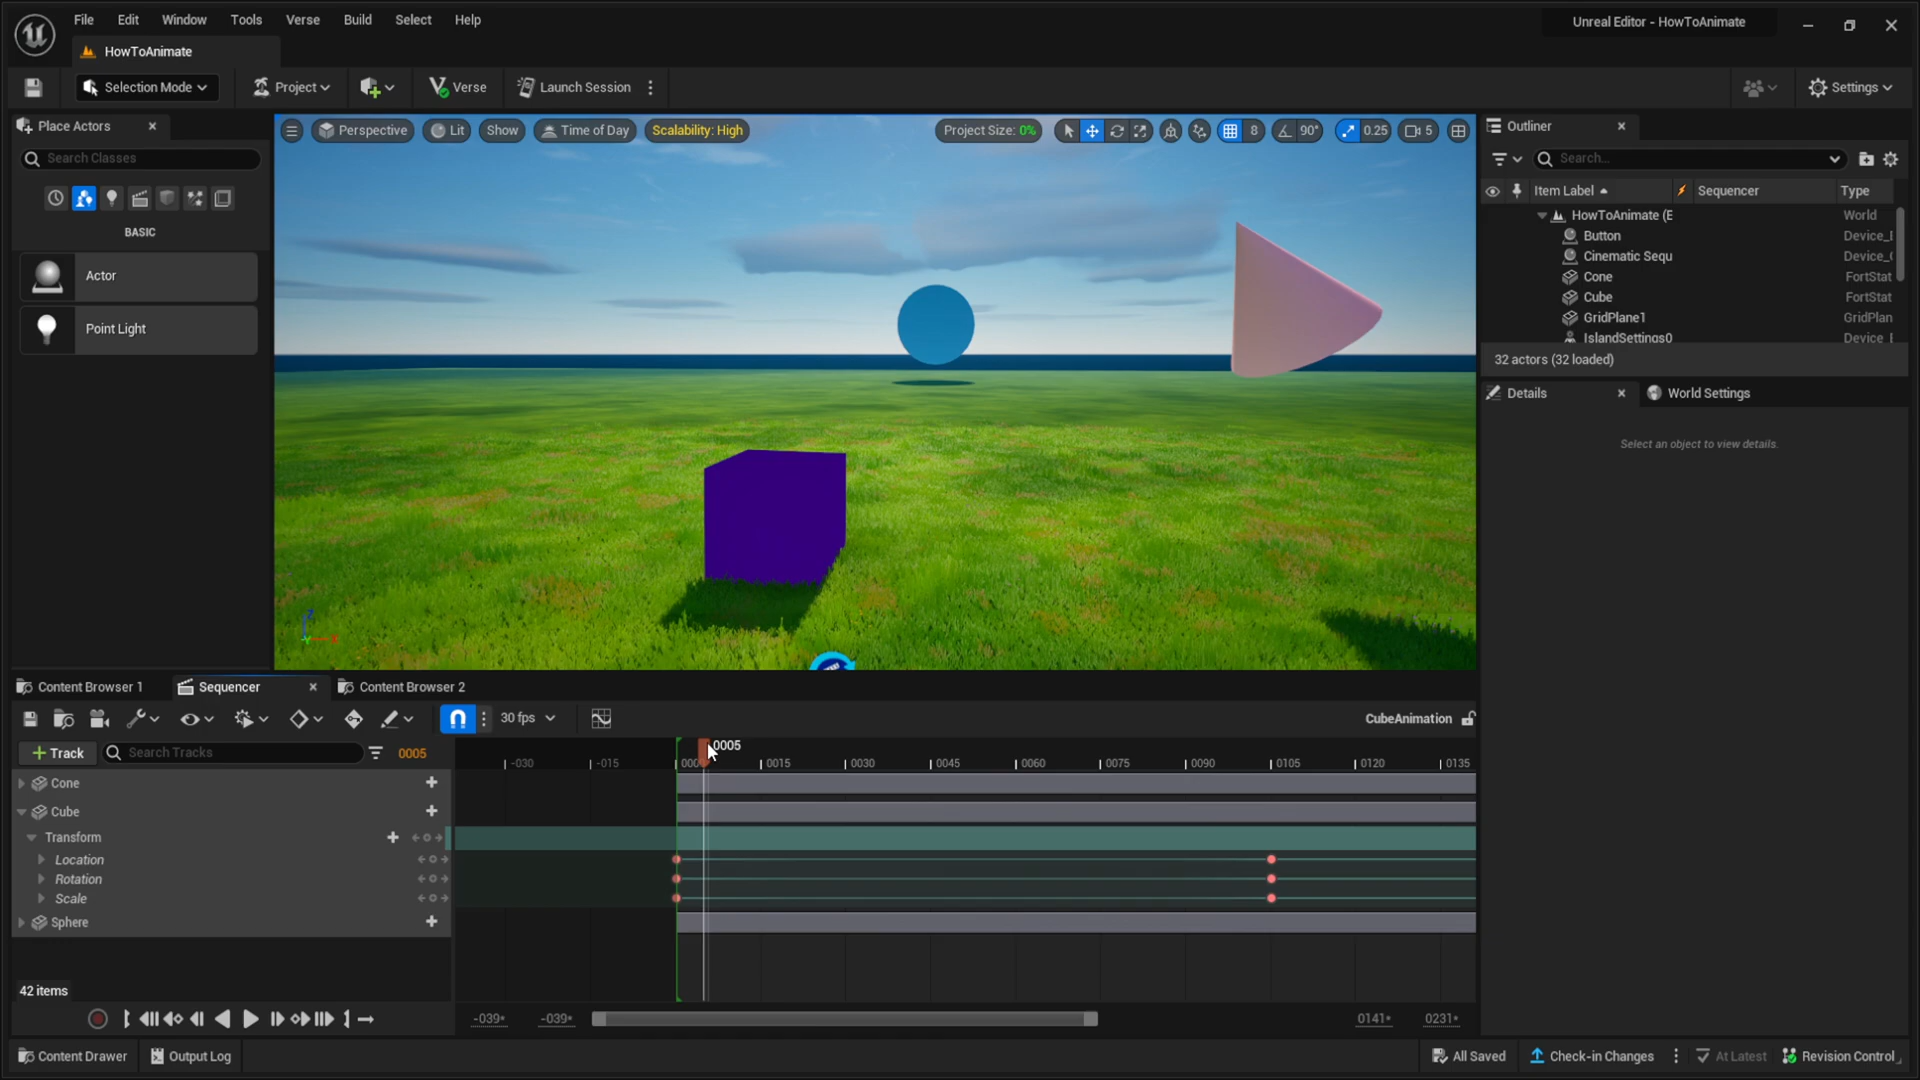 File Edit Window Tools Verse Build Select Help
Unreal Editor - HowToAnimate
HowToAnimate
Selection Mode
Project
Verse
Launch Session
Settings
Place Actors
Search Classes
BASIC
Actor
Point Light
Perspective
Lit
Show
Time of Day
Scalability: High
Project Size: 0%
8
90°
0.25
5
Outliner
Search...
Item Label
Sequencer
Type
HowToAnimate (E
World
Button
Device_
Cinematic Sequ
Device_
Cone
FortStat
Cube
FortStat
GridPlane1
GridPlan
IslandSettings0
Device_
32 actors (32 loaded)
Details
World Settings
Select an object to view details.
Content Browser 1
Sequencer
Content Browser 2
30 fps
CubeAnimation
Track
Search Tracks
0005
0005
-030 -015 000 0015 0030 0045 0060 0075 0090 0105 0120 0135
Cone
Cube
Transform
Location
Rotation
Scale
Sphere
42 items
-039*
-039*
0141*
0231*
Content Drawer
Output Log
All Saved
Check-in Changes
At Latest
Revision Control